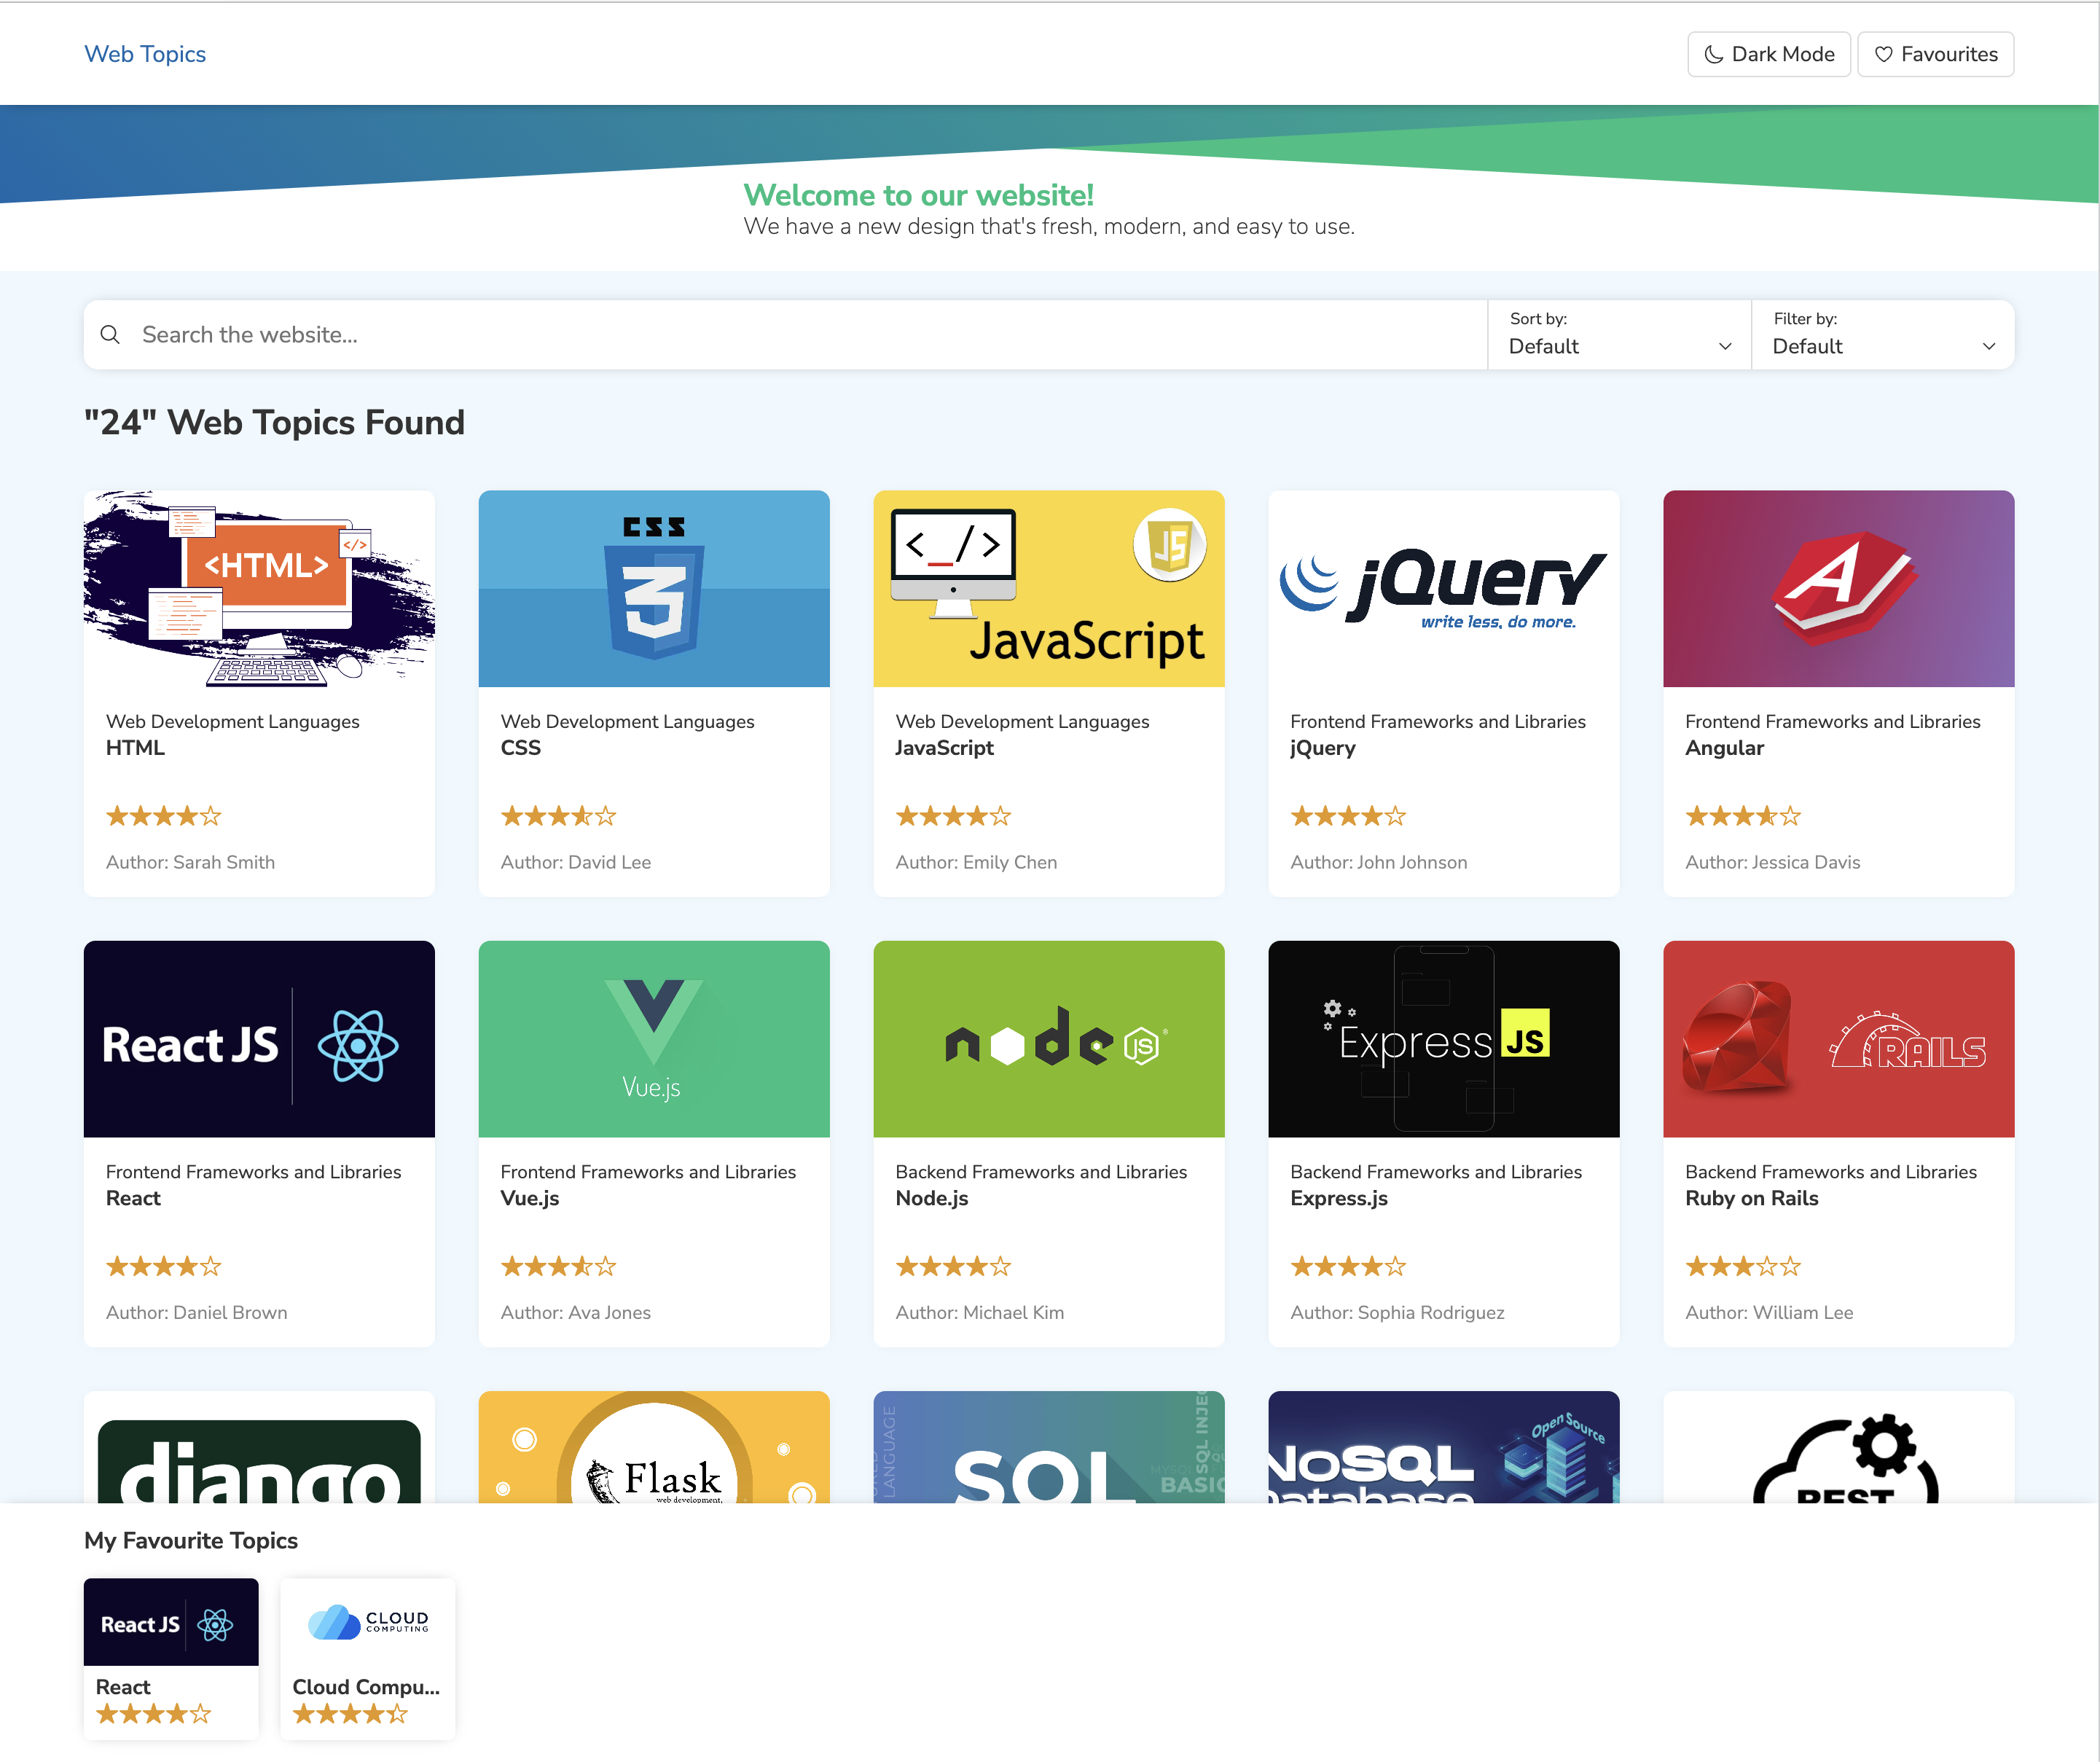 Web Topics
Dark Mode
Favourites
Welcome to our website!
We have a new design that's fresh, modern, and easy to use.
Search the website...
Sort by:
Default
Filter by:
Default
"24" Web Topics Found
<HTML>
</>
Web Development Languages
HTML
Author: Sarah Smith
CSS
3
Web Development Languages
CSS
Author: David Lee
<_/>
JS
JavaScript
Web Development Languages
JavaScript
Author: Emily Chen
jQuery
write less, do more.
Frontend Frameworks and Libraries
jQuery
Author: John Johnson
A
Frontend Frameworks and Libraries
Angular
Author: Jessica Davis
React JS
Frontend Frameworks and Libraries
React
Author: Daniel Brown
Vue.js
Frontend Frameworks and Libraries
Vue.js
Author: Ava Jones
node
JS
Backend Frameworks and Libraries
Node.js
Author: Michael Kim
Express JS
Backend Frameworks and Libraries
Express.js
Author: Sophia Rodriguez
RAILS
Backend Frameworks and Libraries
Ruby on Rails
Author: William Lee
django
Flask
web development,
LANGUAGE
SQL
SQL INJE
BASIC
NoSQL
Database
Open Source
REST
My Favourite Topics
React JS
React
CLOUD
COMPUTING
Cloud Compu...